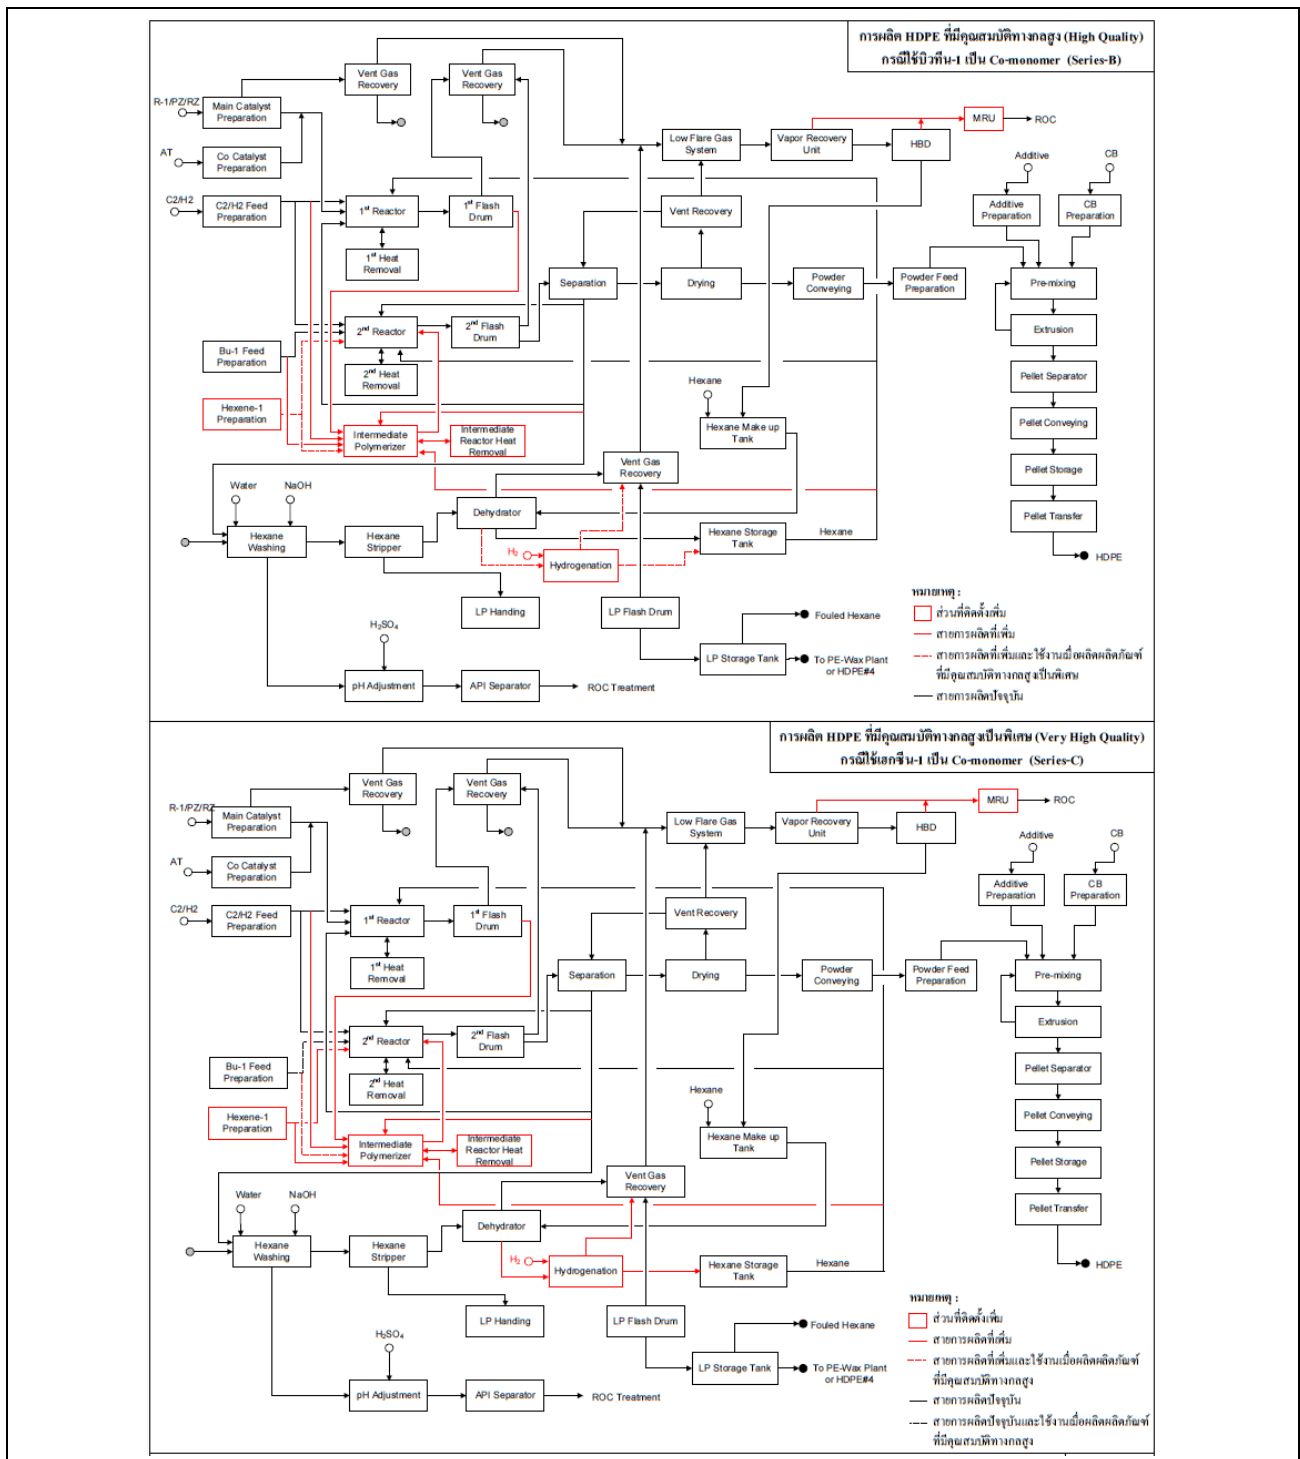 การผลิต HDPE ที่มีคุณสมบัติทางกลสูง (High Quality)
กรณีใช้บิวทีน-1 เป็น Co-monomer (Series-B)
Vent Gas
Recovery
Vent Gas
Recovery
R-1/PZ/RZ
Main Catalyst
Preparation
AT
Co Catalyst
Preparation
C2/H2
C2/H2 Feed
Preparation
1st Reactor
1st Flash
Drum
1st Heat
Removal
Low Flare Gas
System
Vapor Recovery
Unit
HBD
MRU
ROC
Additive
CB
Additive
Preparation
CB
Preparation
Vent Recovery
Separation
Drying
Powder
Conveying
Powder Feed
Preparation
Pre-mixing
Extrusion
2nd Reactor
2nd Flash
Drum
Bu-1 Feed
Preparation
2nd Heat
Removal
Pellet Separator
Hexene-1
Preparation
Hexane
Hexane Make up
Tank
Pellet Conveying
Intermediate
Polymerizer
Intermediate
Reactor Heat
Removal
Vent Gas
Recovery
Pellet Storage
Water
NaOH
Dehydrator
Pellet Transfer
Hexane
Washing
Hexane
Stripper
H2
Hydrogenation
Hexane Storage
Tank
Hexane
HDPE
LP Handing
LP Flash Drum
Fouled Hexane
H2SO4
LP Storage Tank
To PE-Wax Plant
or HDPE#4
pH Adjustment
API Separator
ROC Treatment
หมายเหตุ :
ส่วนที่ติดตั้งเพิ่ม
สายการผลิตที่เพิ่ม
สายการผลิตที่เพิ่มและใช้งานเมื่อผลิตผลิตภัณฑ์
ที่มีคุณสมบัติทางกลสูงเป็นพิเศษ
สายการผลิตปัจจุบัน
การผลิต HDPE ที่มีคุณสมบัติทางกลสูงเป็นพิเศษ (Very High Quality)
กรณีใช้เฮกซีน-1 เป็น Co-monomer (Series-C)
Vent Gas
Recovery
Vent Gas
Recovery
R-1/PZ/RZ
Main Catalyst
Preparation
AT
Co Catalyst
Preparation
C2/H2
C2/H2 Feed
Preparation
1st Reactor
1st Flash
Drum
1st Heat
Removal
Low Flare Gas
System
Vapor Recovery
Unit
HBD
MRU
ROC
Additive
CB
Additive
Preparation
CB
Preparation
Vent Recovery
Separation
Drying
Powder
Conveying
Powder Feed
Preparation
Pre-mixing
Extrusion
2nd Reactor
2nd Flash
Drum
Bu-1 Feed
Preparation
2nd Heat
Removal
Pellet Separator
Hexene-1
Preparation
Hexane
Hexane Make up
Tank
Pellet Conveying
Intermediate
Polymerizer
Intermediate
Reactor Heat
Removal
Vent Gas
Recovery
Pellet Storage
Water
NaOH
Dehydrator
Pellet Transfer
Hexane
Washing
Hexane
Stripper
H2
Hydrogenation
Hexane Storage
Tank
Hexane
HDPE
LP Handing
LP Flash Drum
Fouled Hexane
H2SO4
LP Storage Tank
To PE-Wax Plant
or HDPE#4
pH Adjustment
API Separator
ROC Treatment
หมายเหตุ :
ส่วนที่ติดตั้งเพิ่ม
สายการผลิตที่เพิ่ม
สายการผลิตที่เพิ่มและใช้งานเมื่อผลิตผลิตภัณฑ์
ที่มีคุณสมบัติทางกลสูง
สายการผลิตปัจจุบัน
สายการผลิตปัจจุบันและใช้งานเมื่อผลิตผลิตภัณฑ์
ที่มีคุณสมบัติทางกลสูง